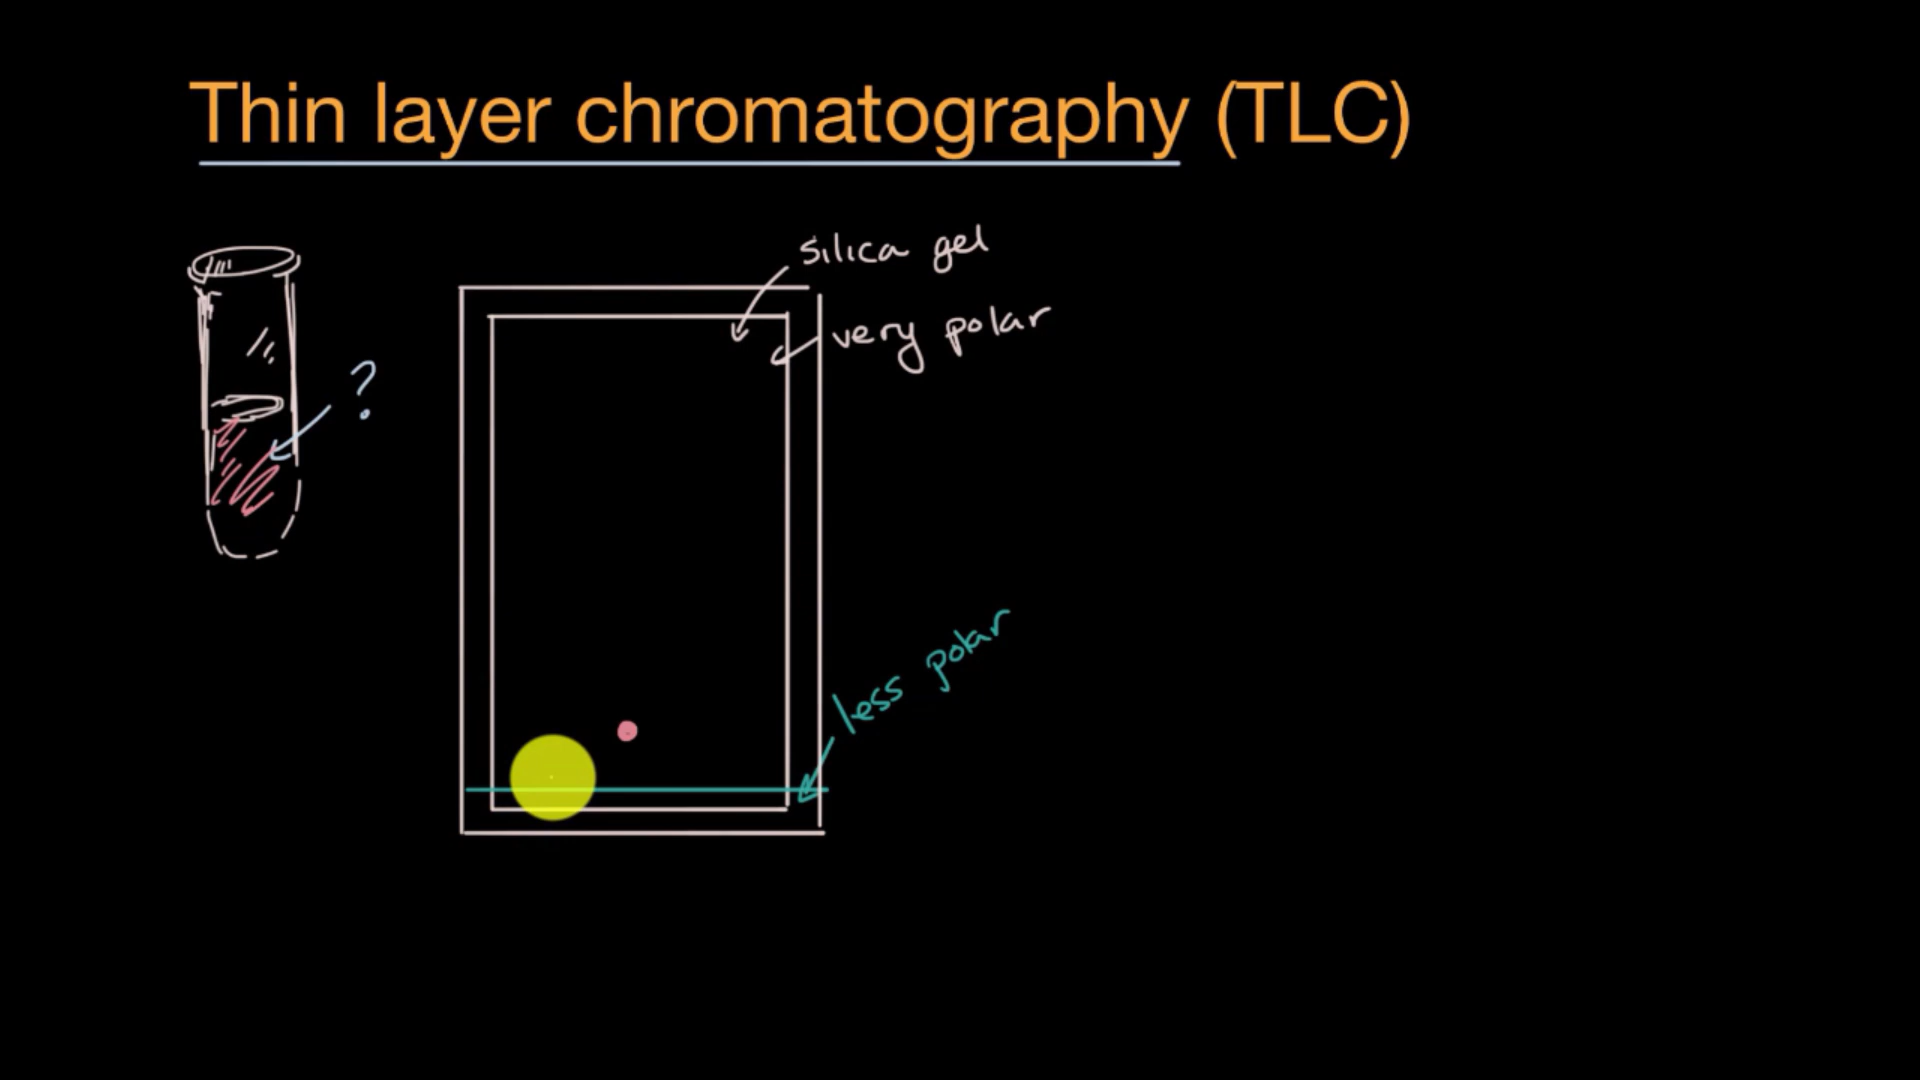 Thin layer chromatography (TLC)
silica gel
very polar
?
less polar